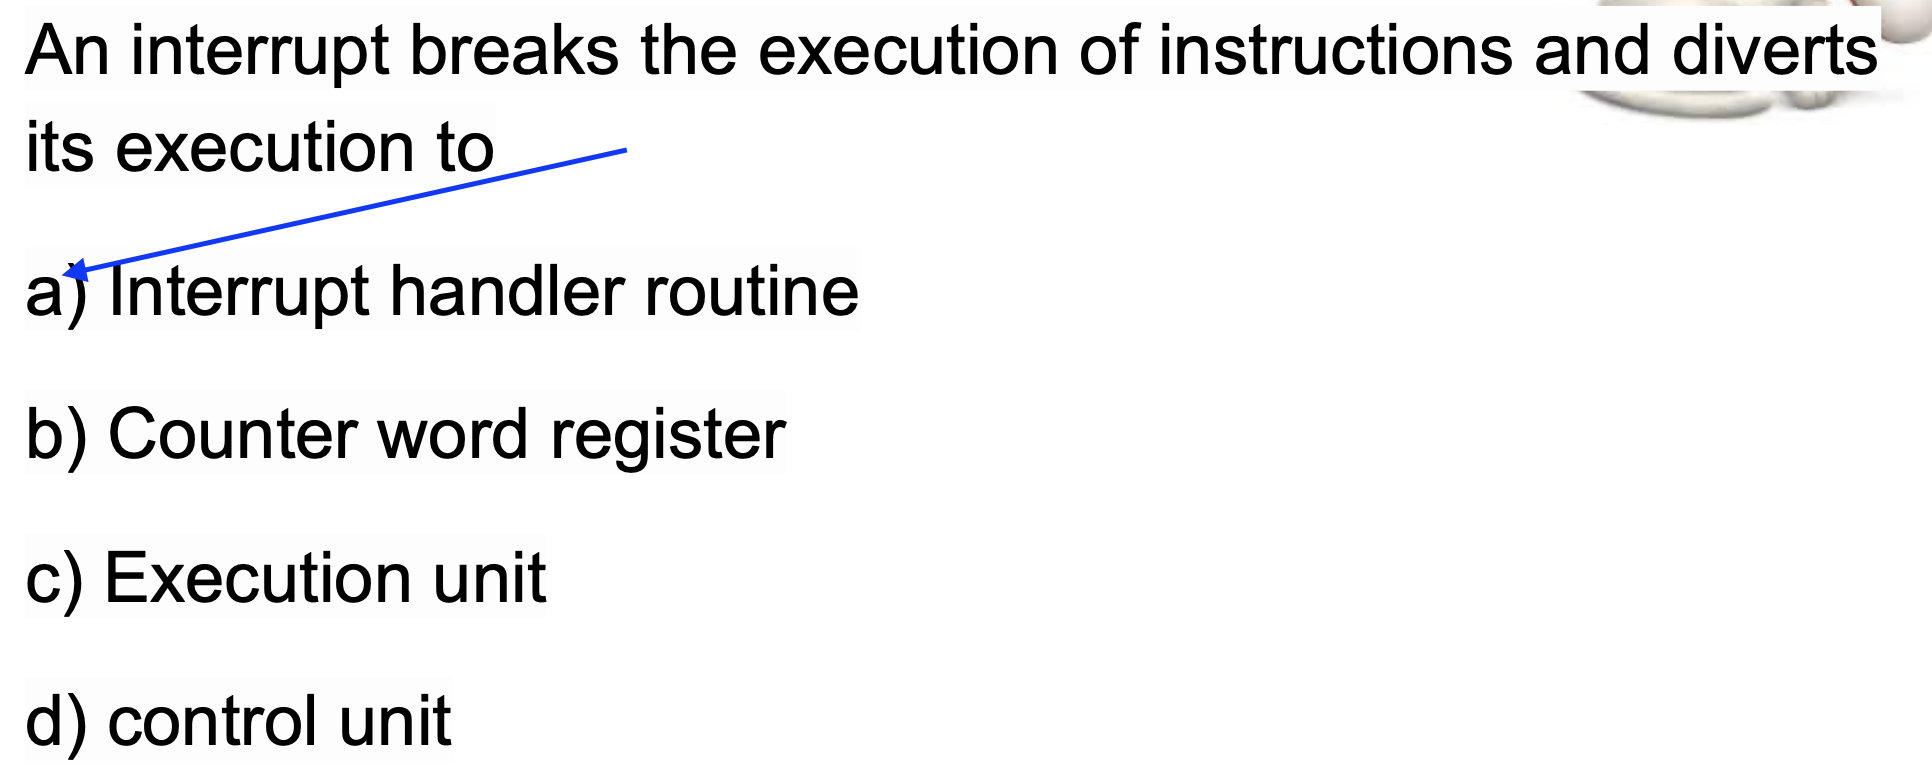 An interrupt breaks the execution of instructions and diverts
its execution to
a) Interrupt handler routine
b) Counter word register
c) Execution unit
d) control unit